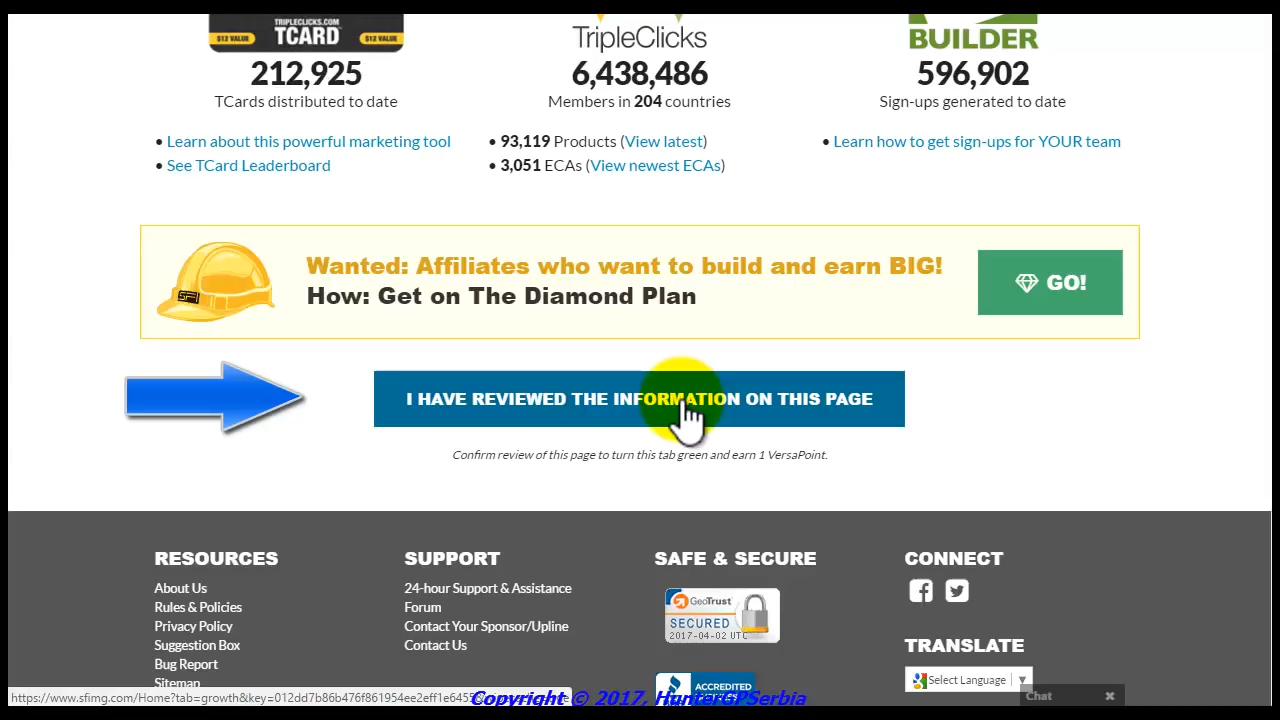 TRIPLECLICKS.COM
$12 VALUE TCARD $12 VALUE
TripleClicks
BUILDER
212,925
6,438,486
596,902
TCards distributed to date
Members in 204 countries
Sign-ups generated to date
• Learn about this powerful marketing tool
• 93,119 Products (View latest)
• Learn how to get sign-ups for YOUR team
• See TCard Leaderboard
• 3,051 ECAs (View newest ECAs)
Wanted: Affiliates who want to build and earn BIG!
How: Get on The Diamond Plan
GO!
I HAVE REVIEWED THE INFORMATION ON THIS PAGE
Confirm review of this page to turn this tab green and earn 1 VersaPoint.
RESOURCES
About Us
Rules & Policies
Privacy Policy
Suggestion Box
Bug Report
Sitemap
SUPPORT
24-hour Support & Assistance
Forum
Contact Your Sponsor/Upline
Contact Us
SAFE & SECURE
GeoTrust
SECURED
2017-04-02 UTC
BBB ACCREDITED
CONNECT
TRANSLATE
Select Language
Chat
Copyright © 2017, HunterGPSerbia